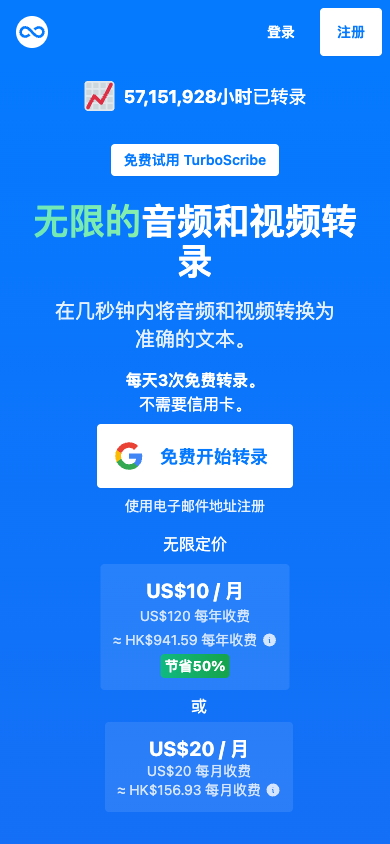 登录
注册
57,151,928小时已转录
免费试用 TurboScribe
无限的音频和视频转
录
在几秒钟内将音频和视频转换为
准确的文本。
每天3次免费转录。
不需要信用卡。
免费开始转录
使用电子邮件地址注册
无限定价
US$10 / 月
US$120 每年收费
≈ HK$941.59 每年收费
节省50%
或
US$20 / 月
US$20 每月收费
≈ HK$156.93 每月收费